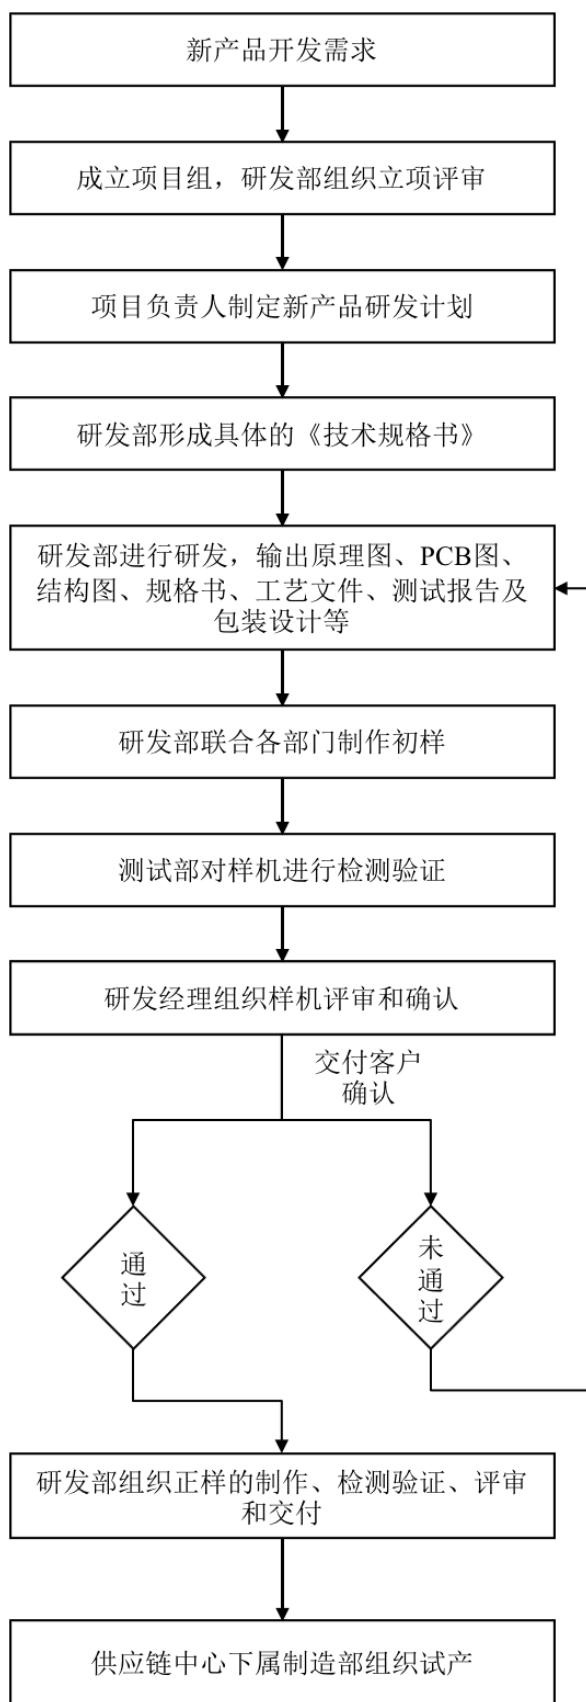 新产品开发需求
成立项目组，研发部组织立项评审
项目负责人制定新产品研发计划
研发部形成具体的《技术规格书》
研发部进行研发，输出原理图、PCB图、
结构图、规格书、工艺文件、测试报告及
包装设计等
研发部联合各部门制作初样
测试部对样机进行检测验证
研发经理组织样机评审和确认
交付客户
确认
通
过
未
通
过
研发部组织正样的制作、检测验证、评审
和交付
供应链中心下属制造部组织试产